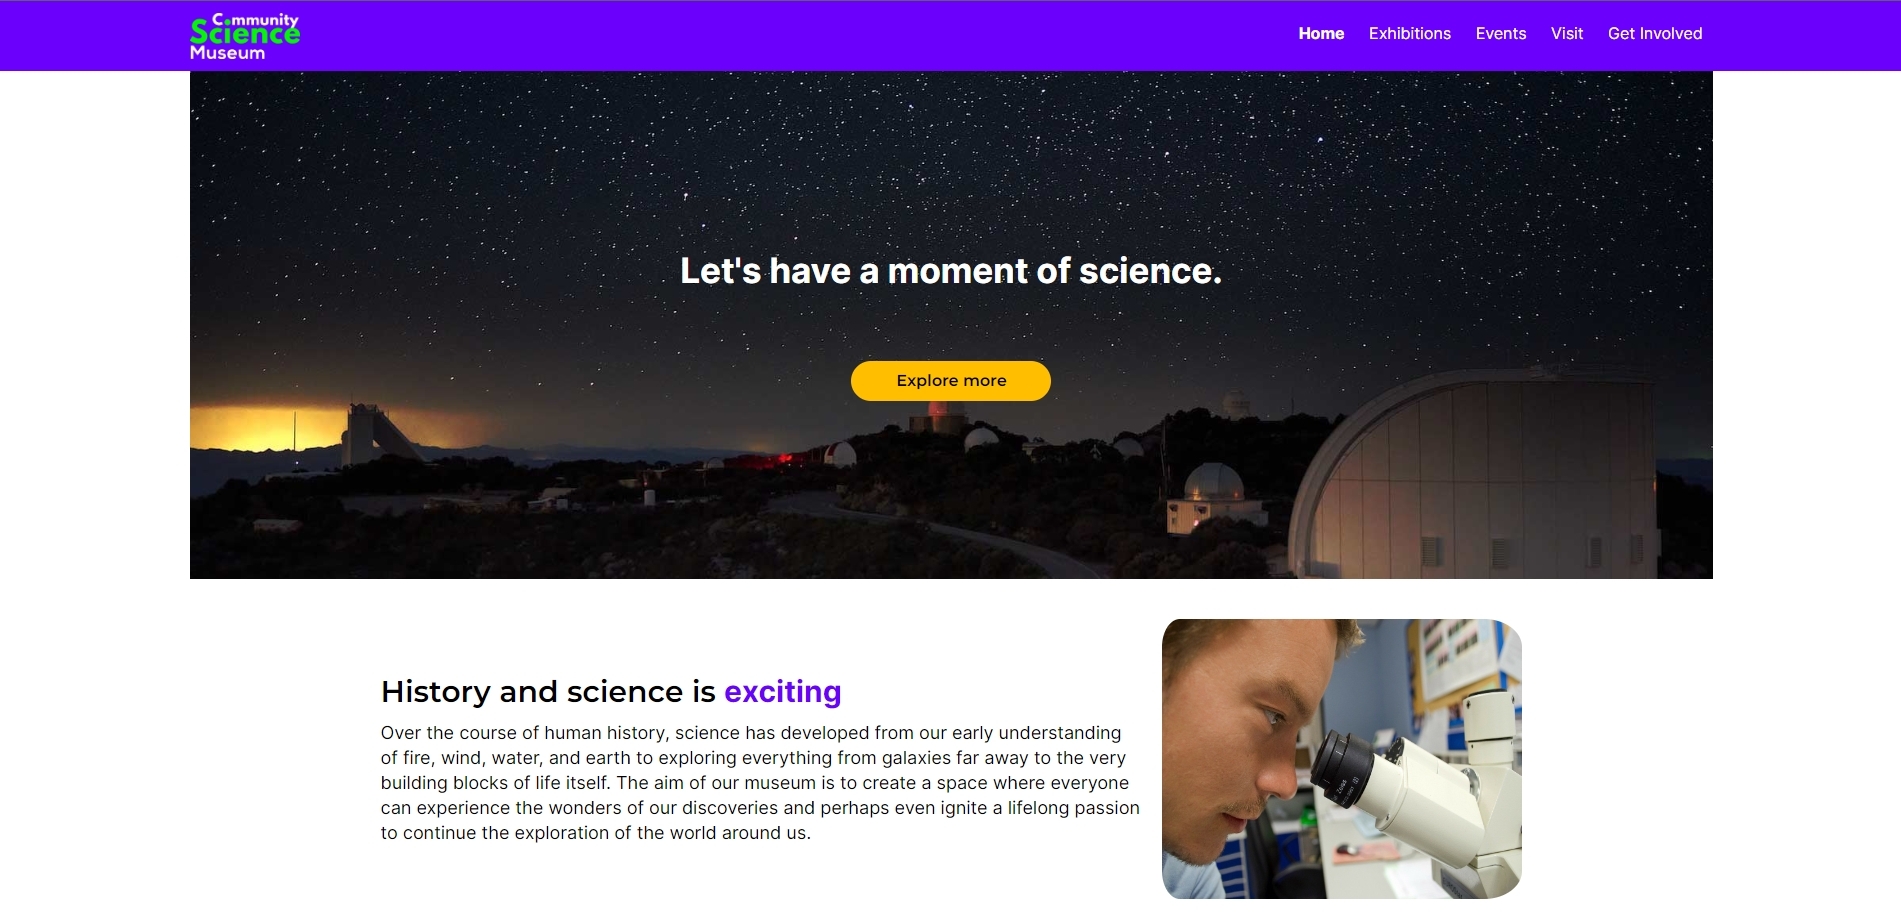 Community
Science
Museum
Home Exhibitions Events Visit Get Involved
Let's have a moment of science.
Explore more
History and science is exciting
Over the course of human history, science has developed from our early understanding
of fire, wind, water, and earth to exploring everything from galaxies far away to the very
building blocks of life itself. The aim of our museum is to create a space where everyone
can experience the wonders of our discoveries and perhaps even ignite a lifelong passion
to continue the exploration of the world around us.